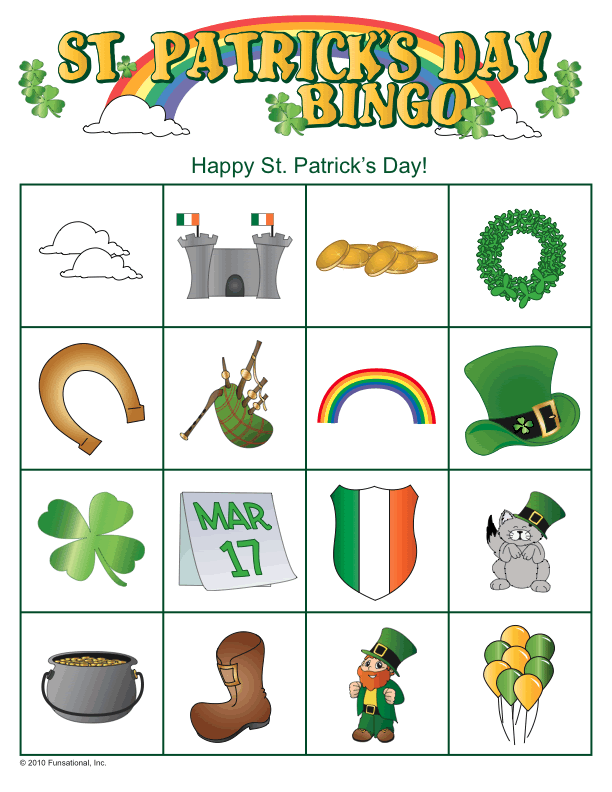 ST. PATRICK'S DAY
BINGO
Happy St. Patrick's Day!
MAR
17
© 2010 Funsational, Inc.